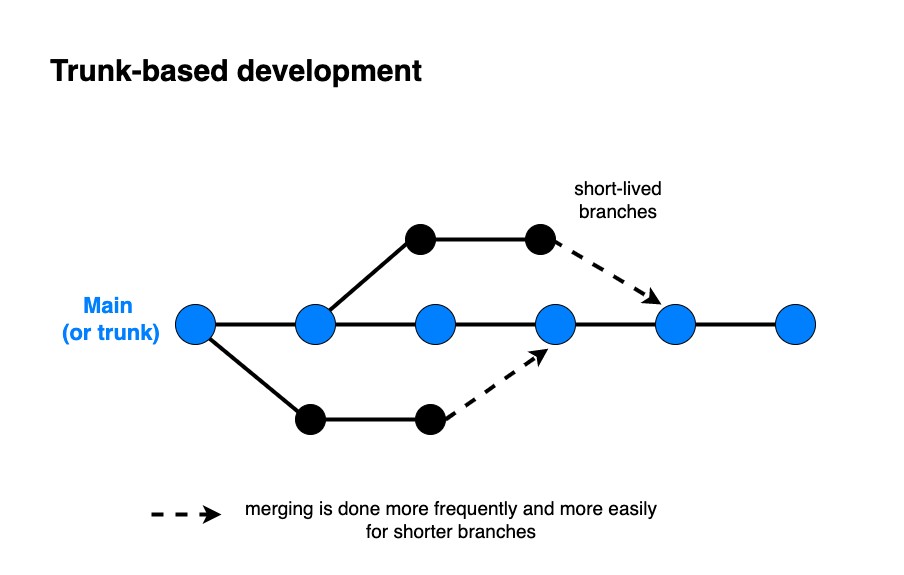 Trunk-based development
short-lived
branches
Main
(or trunk)
merging is done more frequently and more easily
for shorter branches